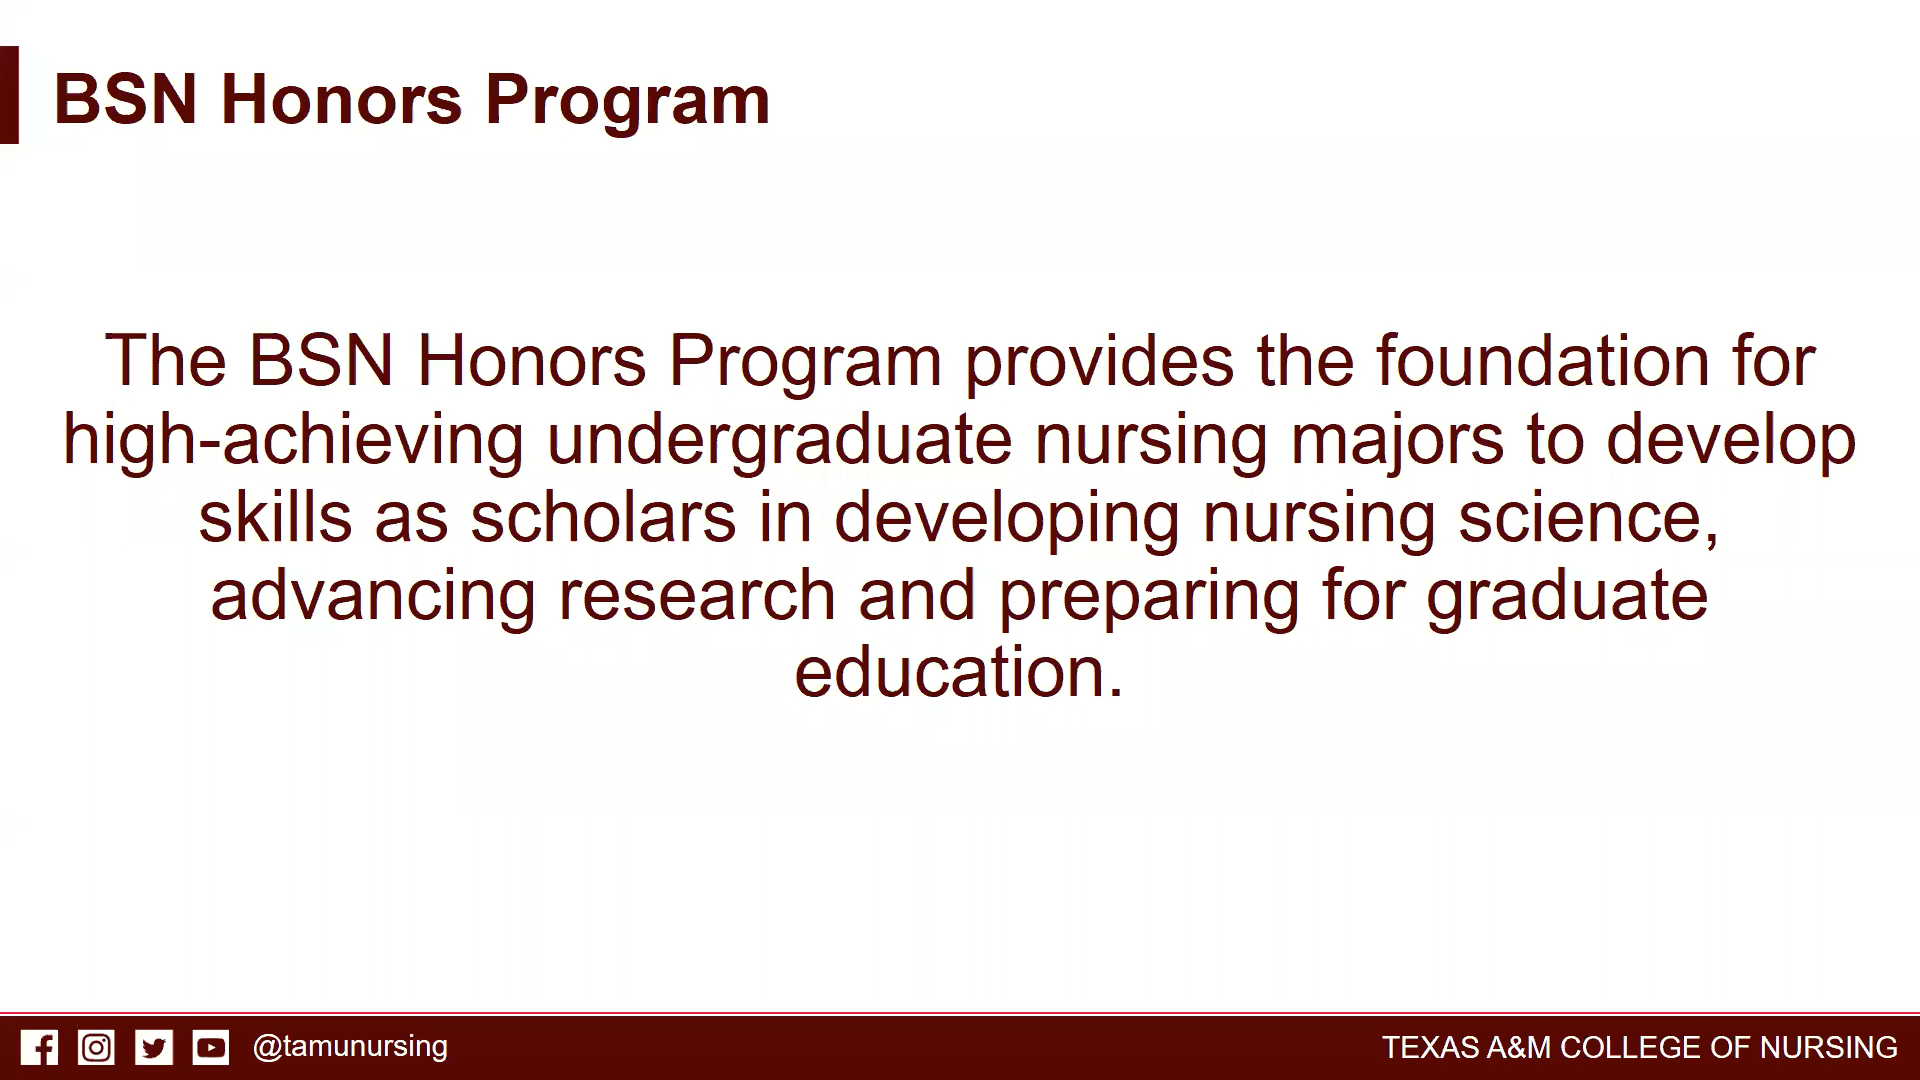 BSN Honors Program
The BSN Honors Program provides the foundation for
high-achieving undergraduate nursing majors to develop
skills as scholars in developing nursing science,
advancing research and preparing for graduate
education.
@tamunursing
TEXAS A&M COLLEGE OF NURSING